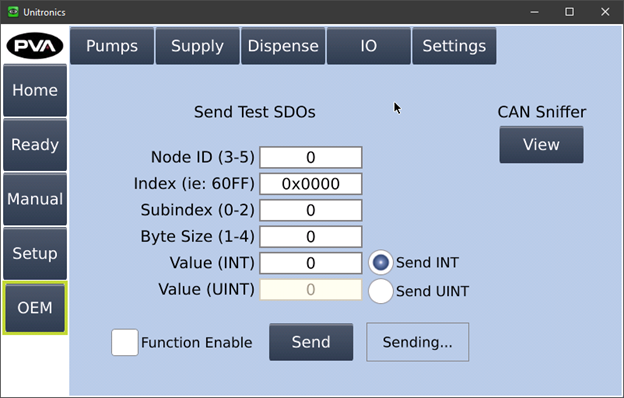 Unitronics
PVA
Pumps Supply Dispense IO Settings
Home
Ready
Manual
Setup
OEM
Send Test SDOs
CAN Sniffer
View
Node ID (3-5) 0
Index (ie: 60FF) 0x0000
Subindex (0-2) 0
Byte Size (1-4) 0
Value (INT) 0 Send INT
Value (UINT) 0 Send UINT
Function Enable Send Sending...